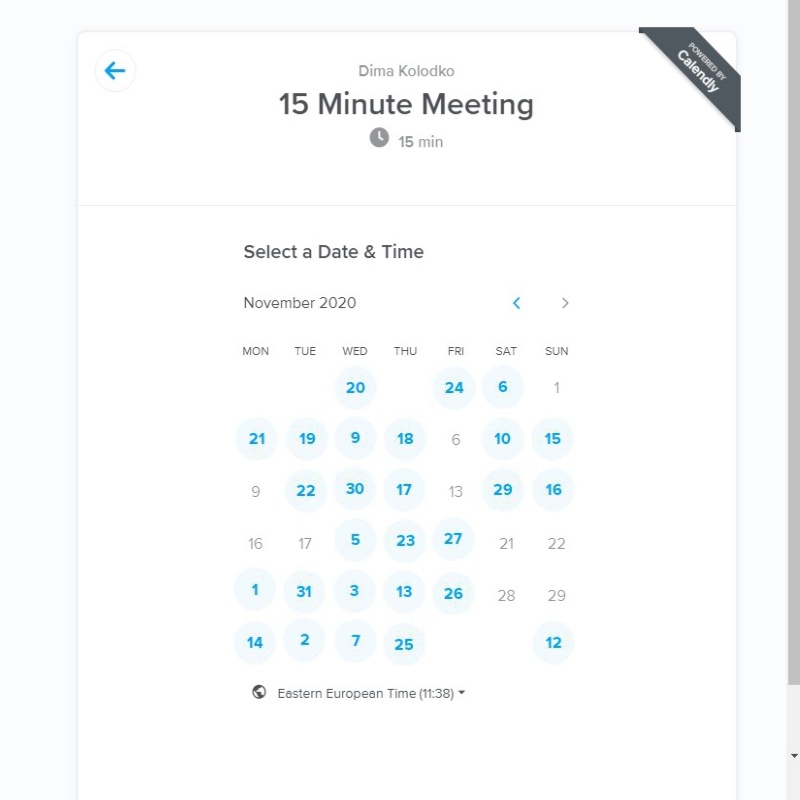 POWERED BY
Calendly
Dima Kolodko
15 Minute Meeting
15 min
Select a Date & Time
November 2020
MON TUE WED THU FRI SAT SUN
20 24 6 1
21 19 9 18 6 10 15
9 22 30 17 13 29 16
16 17 5 23 27 21 22
1 31 3 13 26 28 29
14 2 7 25 12
Eastern European Time (11:38)